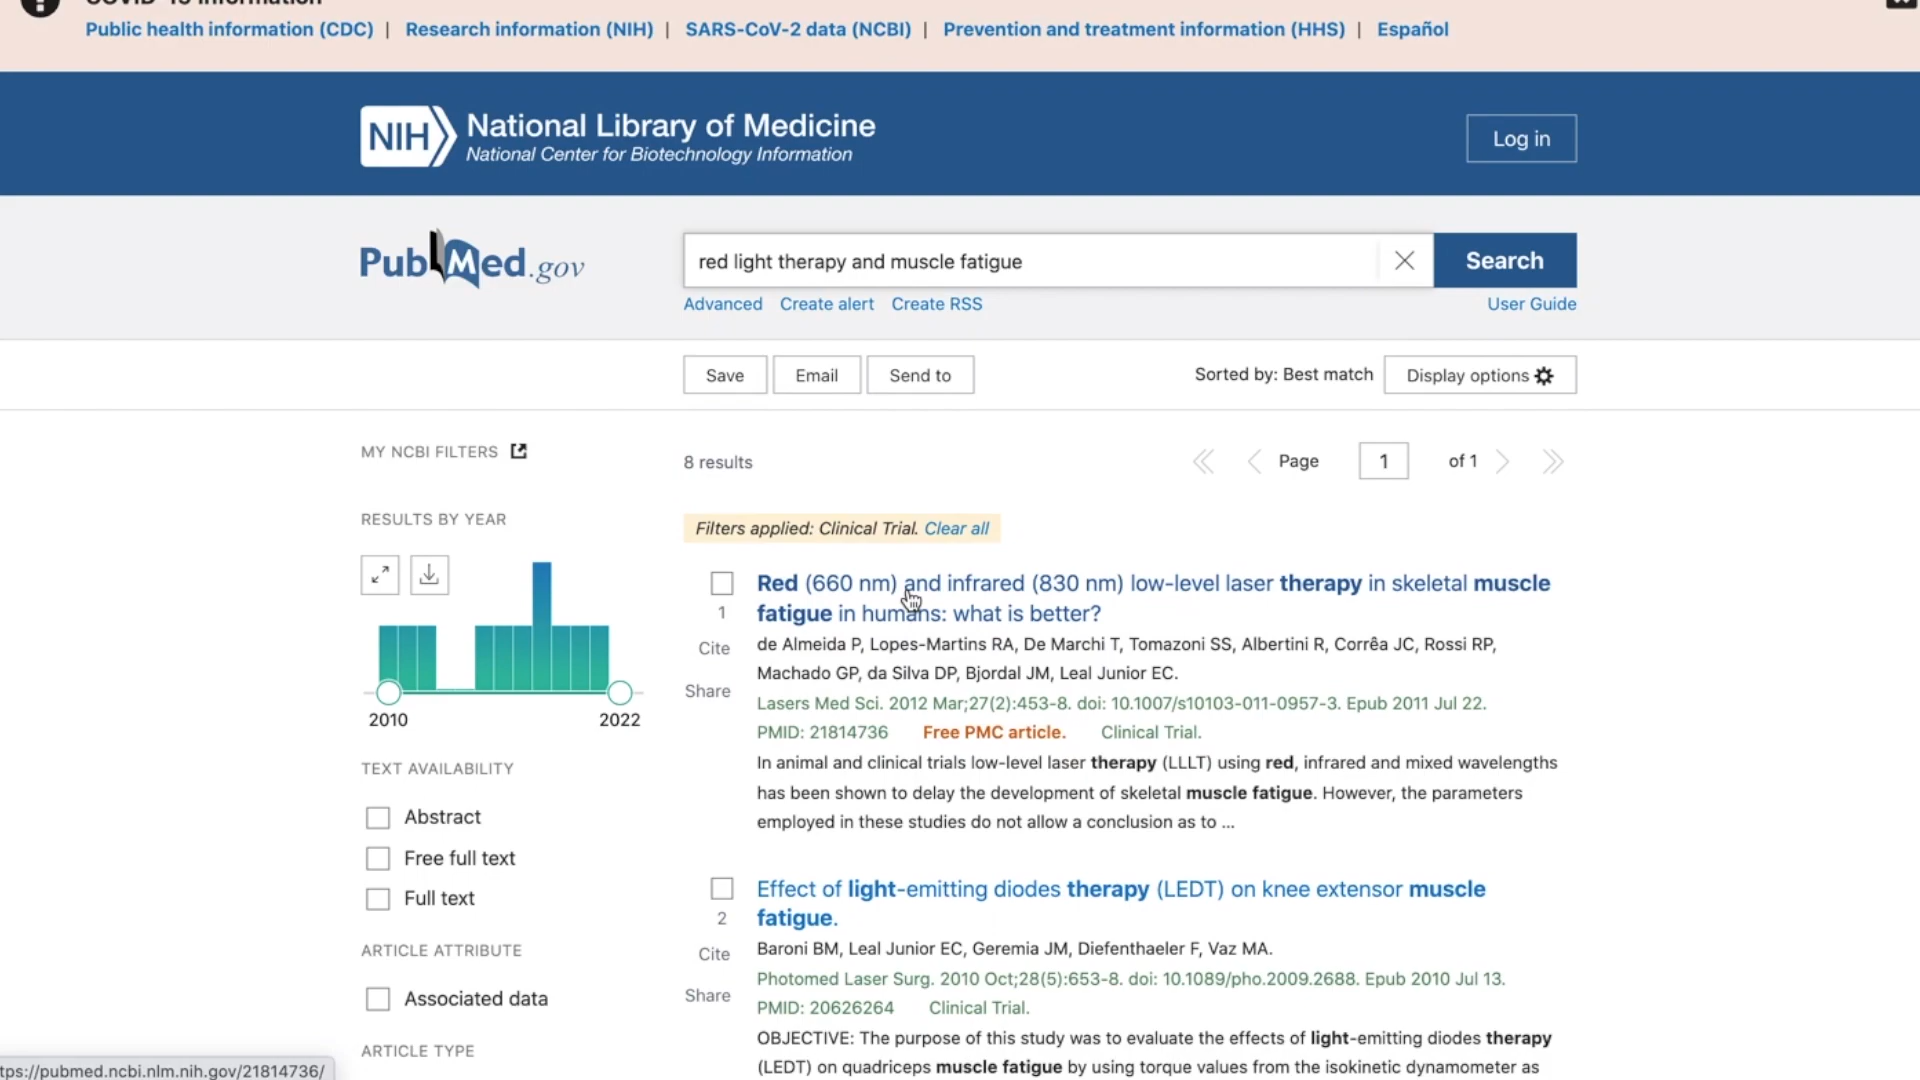 COVID-19 Information
Public health information (CDC) | Research information (NIH) | SARS-CoV-2 data (NCBI) | Prevention and treatment information (HHS) | Español
NIH National Library of Medicine
National Center for Biotechnology Information
Log in
PubMed.gov
red light therapy and muscle fatigue
Search
Advanced Create alert Create RSS
User Guide
Save Email Send to
Sorted by: Best match Display options
MY NCBI FILTERS
8 results
Page 1 of 1
RESULTS BY YEAR
2010 2022
Filters applied: Clinical Trial. Clear all
TEXT AVAILABILITY
Abstract
Free full text
Full text
ARTICLE ATTRIBUTE
Associated data
ARTICLE TYPE
1
Cite
Share
Red (660 nm) and infrared (830 nm) low-level laser therapy in skeletal muscle
fatigue in humans: what is better?
de Almeida P, Lopes-Martins RA, De Marchi T, Tomazoni SS, Albertini R, Corrêa JC, Rossi RP,
Machado GP, da Silva DP, Bjordal JM, Leal Junior EC.
Lasers Med Sci. 2012 Mar;27(2):453-8. doi: 10.1007/s10103-011-0957-3. Epub 2011 Jul 22.
PMID: 21814736 Free PMC article. Clinical Trial.
In animal and clinical trials low-level laser therapy (LLLT) using red, infrared and mixed wavelengths
has been shown to delay the development of skeletal muscle fatigue. However, the parameters
employed in these studies do not allow a conclusion as to ...
2
Cite
Share
Effect of light-emitting diodes therapy (LEDT) on knee extensor muscle
fatigue.
Baroni BM, Leal Junior EC, Geremia JM, Diefenthaeler F, Vaz MA.
Photomed Laser Surg. 2010 Oct;28(5):653-8. doi: 10.1089/pho.2009.2688. Epub 2010 Jul 13.
PMID: 20626264 Clinical Trial.
OBJECTIVE: The purpose of this study was to evaluate the effects of light-emitting diodes therapy
(LEDT) on quadriceps muscle fatigue by using torque values from the isokinetic dynamometer as
tps://pubmed.ncbi.nlm.nih.gov/21814736/